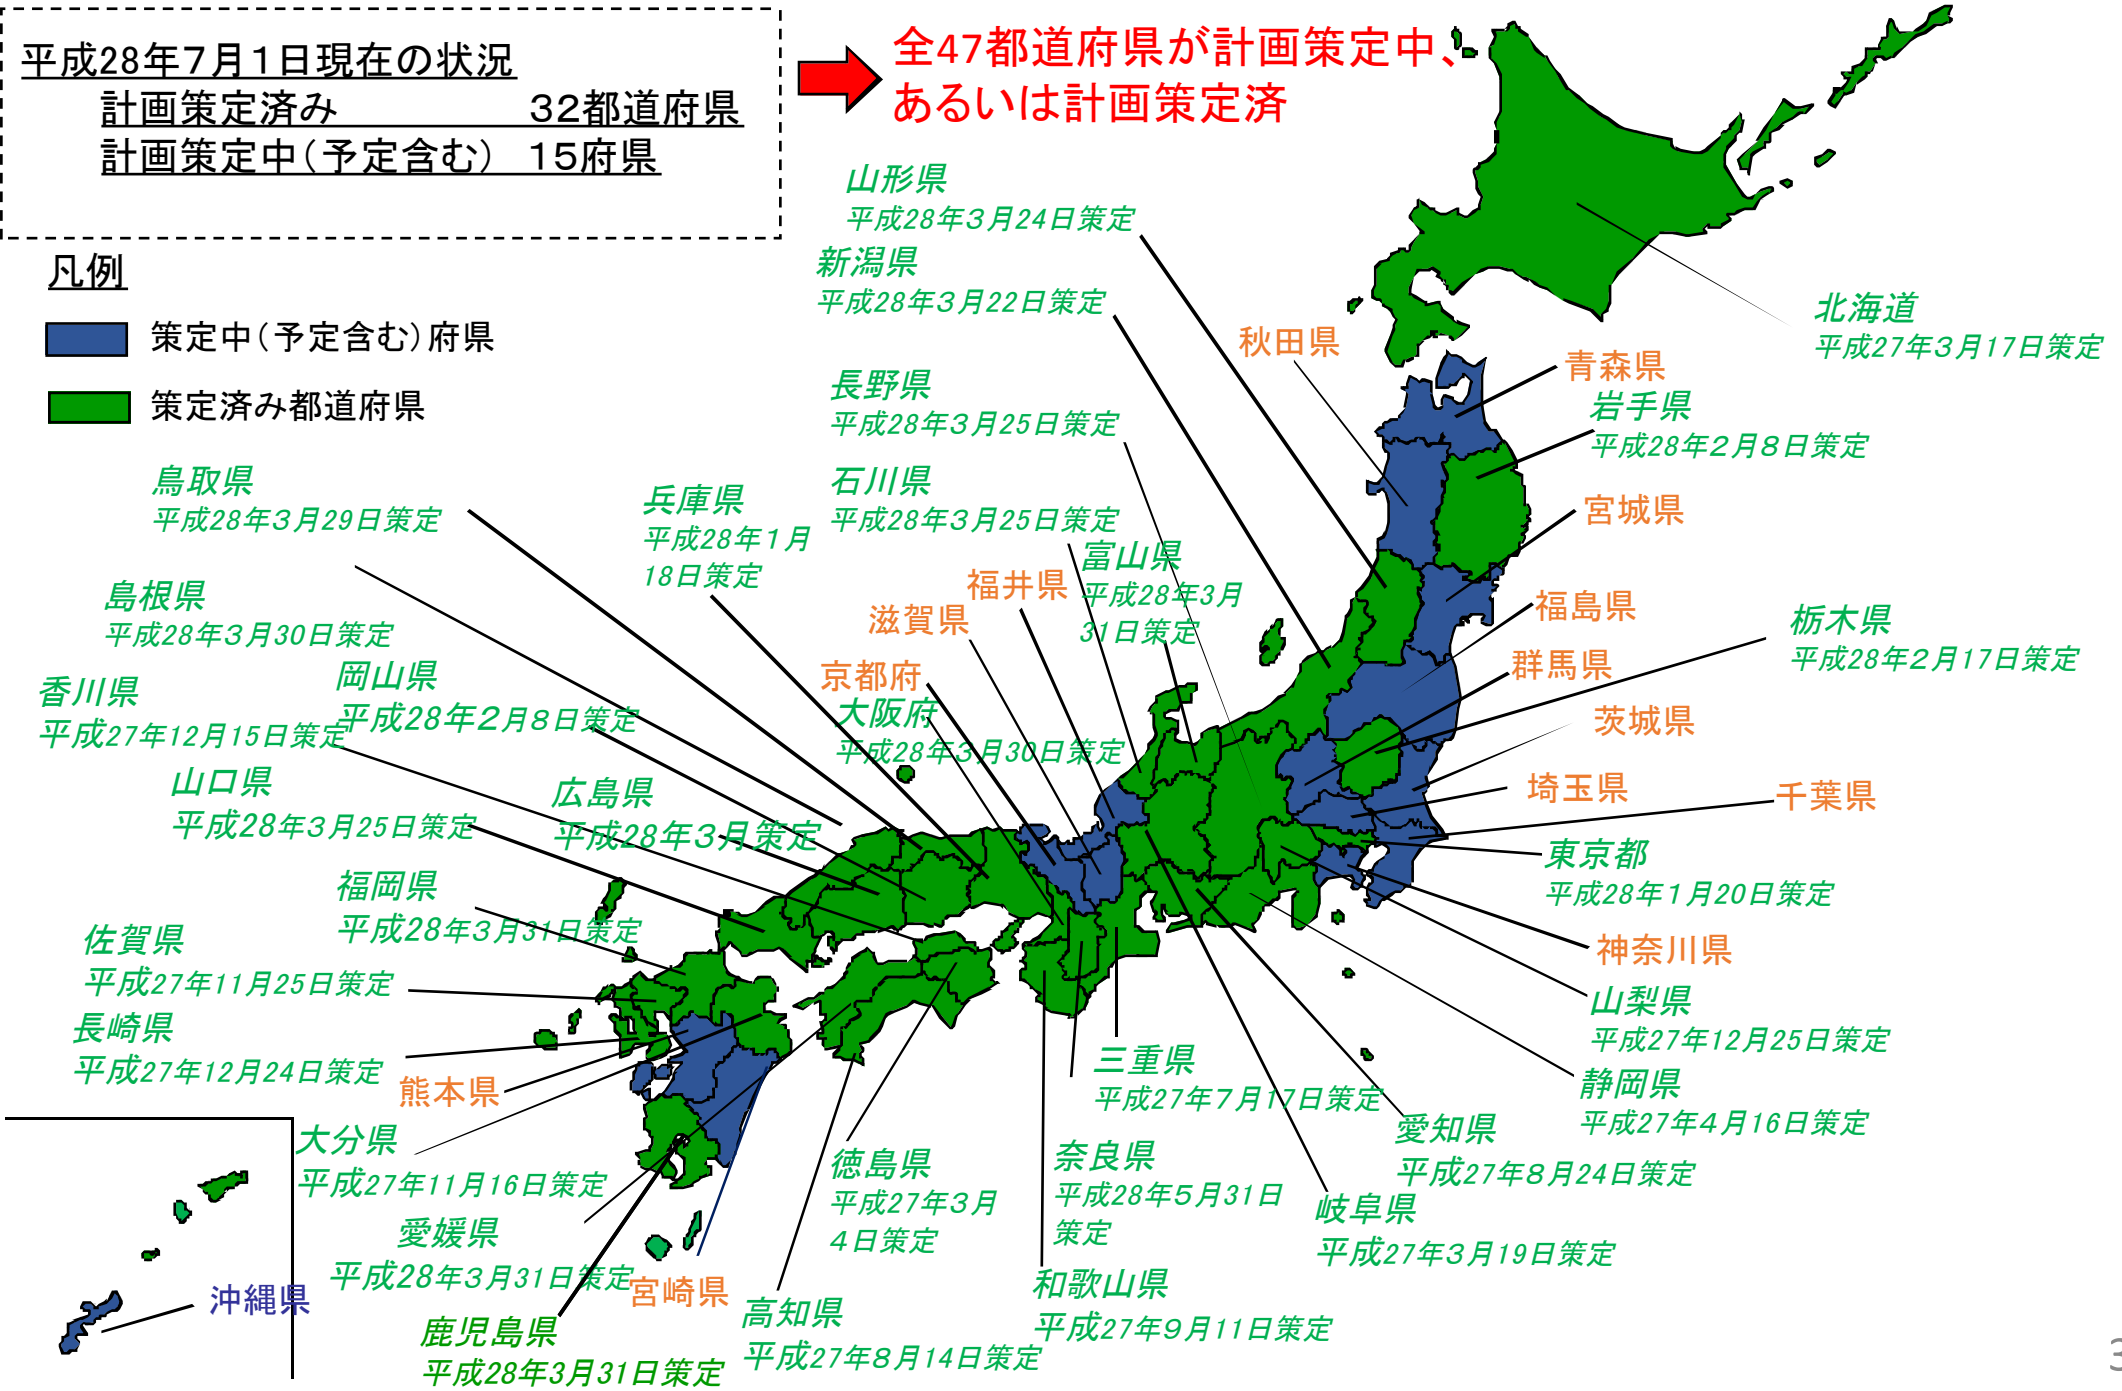 平成28年7月1日現在の状況
計画策定済み 32都道府県
計画策定中(予定含む) 15府県
全47都道府県が計画策定中、
あるいは計画策定済
凡例
策定中(予定含む)府県
策定済み都道府県
山形県
平成28年3月24日策定
新潟県
平成28年3月22日策定
北海道
平成27年3月17日策定
秋田県
青森県
長野県
平成28年3月25日策定
岩手県
平成28年2月8日策定
石川県
平成28年3月25日策定
鳥取県
平成28年3月29日策定
兵庫県
平成28年1月
18日策定
宮城県
富山県
平成28年3月
31日策定
福井県
滋賀県
島根県
平成28年3月30日策定
福島県
栃木県
平成28年2月17日策定
群馬県
京都府
大阪府
平成28年3月30日策定
岡山県
平成28年2月8日策定
香川県
平成27年12月15日策定
茨城県
埼玉県
千葉県
山口県
平成28年3月25日策定
広島県
平成28年3月策定
東京都
平成28年1月20日策定
福岡県
平成28年3月31日策定
佐賀県
平成27年11月25日策定
神奈川県
山梨県
平成27年12月25日策定
長崎県
平成27年12月24日策定
熊本県
三重県
平成27年7月17日策定
静岡県
平成27年4月16日策定
大分県
平成27年11月16日策定
徳島県
平成27年3月
4日策定
奈良県
平成28年5月31日
策定
愛知県
平成27年8月24日策定
岐阜県
平成27年3月19日策定
愛媛県
平成28年3月31日策定
宮崎県
沖縄県
和歌山県
平成27年9月11日策定
高知県
平成27年8月14日策定
鹿児島県
平成28年3月31日策定
3